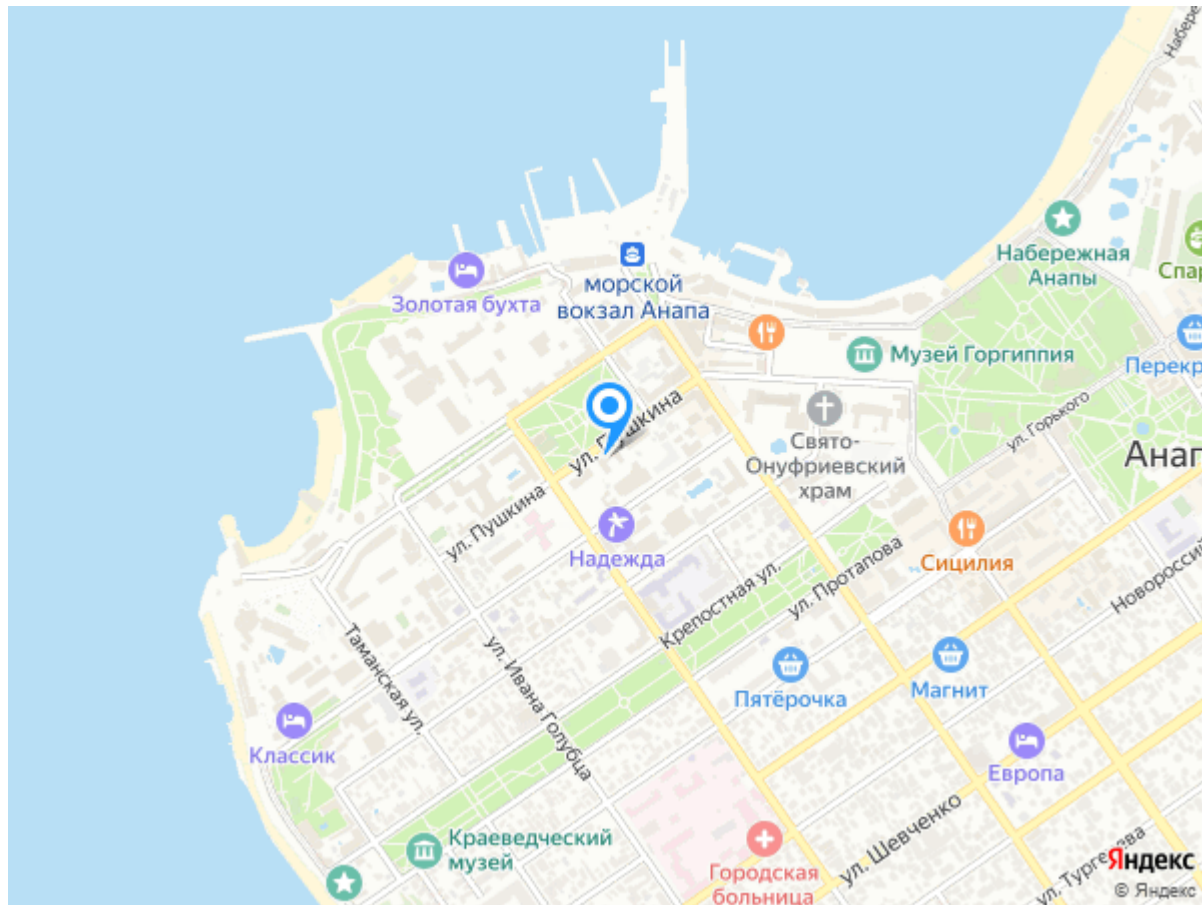 Набере
Набережная
Анапы
Спар
морской
вокзал Анапа
Золотая бухта
Музей Горгиппия
Перекр
ул. Горького
Свято-
Онуфриевский
храм
Анап
ул. Пушкина
ул. Пушкина
Надежда
Сицилия
Новороссий
ул. Протапова
Крепостная ул.
Таманская ул.
ул. Ивана Голубца
Пятёрочка
Магнит
Классик
Европа
Краеведческий
музей
Городская
больница
ул. Шевченко
ул. Тургенева
Яндекс
© Яндекс